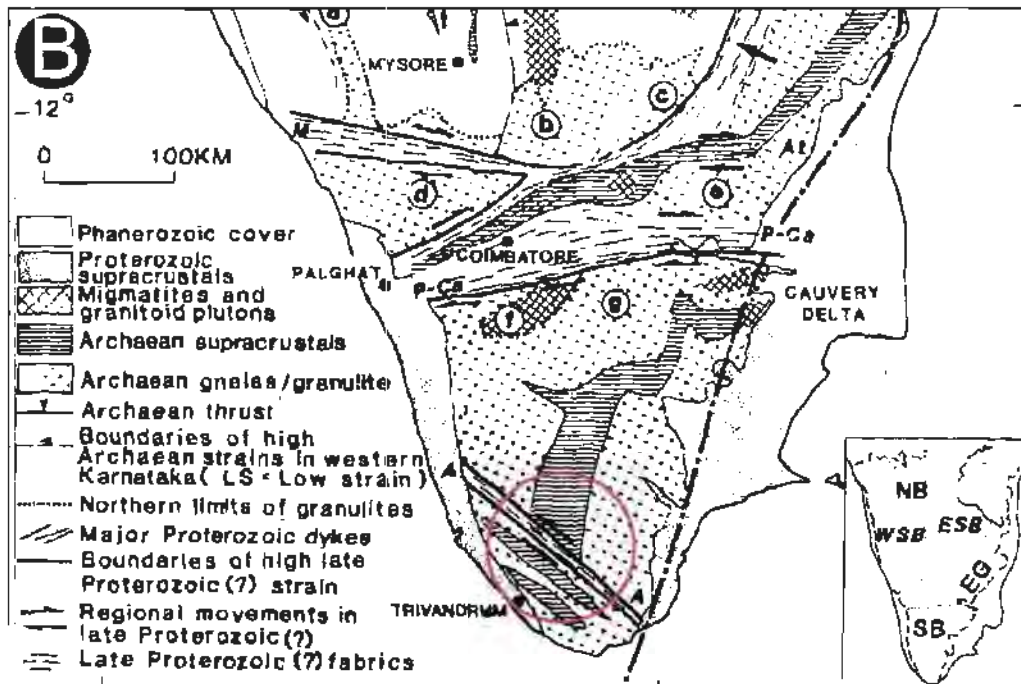 B
MYSORE
12°
0 100KM
a
b
c
d
e
f
g
M
At
P-Ca
P-Ca
COIMBATORE
PALGHAT
CAUVERY
DELTA
A
A
TRIVANDRUM
Phanerozoic cover
Proterozoic
supracrustals
Migmatites and
granitoid plutons
Archaean supracrustals
Archaean gneiss/granulite
Archaean thrust
Boundaries of high
Archaean strains in western
Karnataka (LS = Low strain)
Northern limits of granulites
Major Proterozoic dykes
Boundaries of high late
Proterozoic(?) strain
Regional movements in
late Proterozoic(?)
Late Proterozoic(?) fabrics
NB
WSB ESB
EG
SB